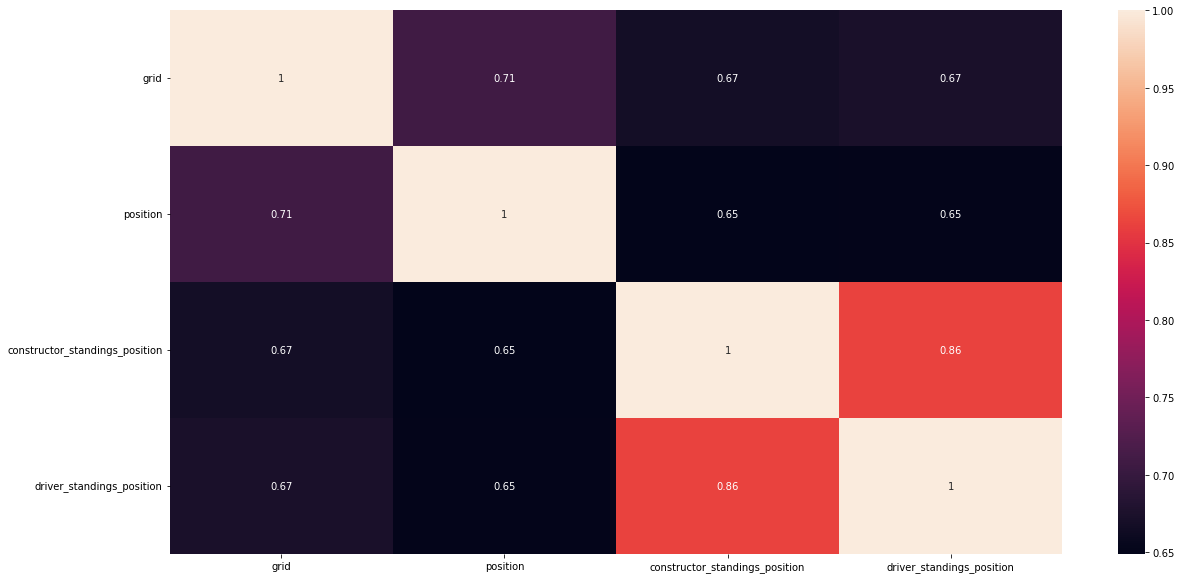 grid 1 0.71 0.67 0.67
position 0.71 1 0.65 0.65
constructor_standings_position 0.67 0.65 1 0.86
driver_standings_position 0.67 0.65 0.86 1
grid position constructor_standings_position driver_standings_position
1.00
0.95
0.90
0.85
0.80
0.75
0.70
0.65